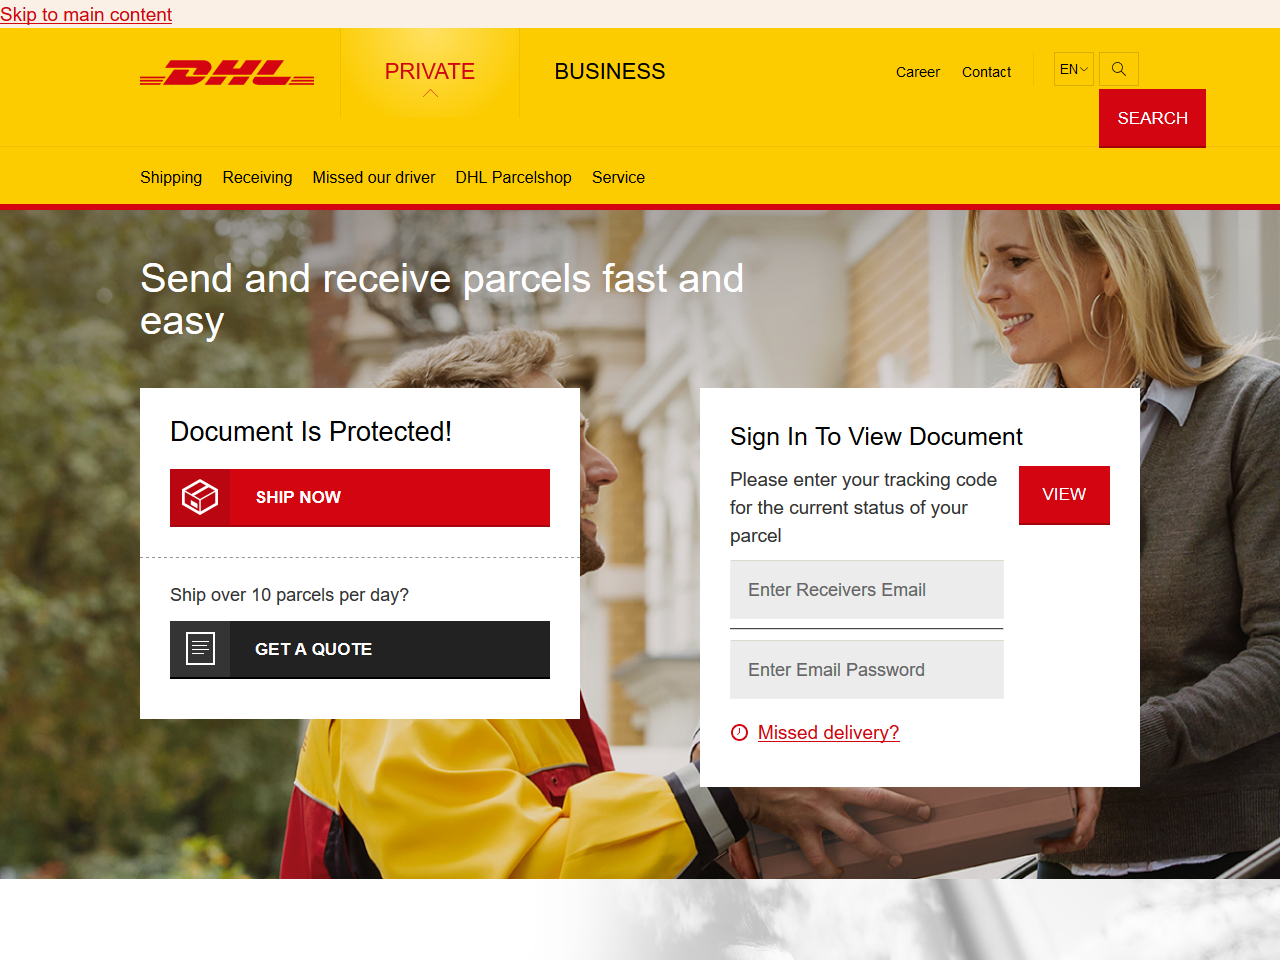 Skip to main content
DHL
PRIVATE
BUSINESS
Career
Contact
EN
SEARCH
Shipping
Receiving
Missed our driver
DHL Parcelshop
Service
Send and receive parcels fast and
easy
Document Is Protected!
SHIP NOW
Ship over 10 parcels per day?
GET A QUOTE
Sign In To View Document
Please enter your tracking code
for the current status of your
parcel
VIEW
Enter Receivers Email
Enter Email Password
Missed delivery?